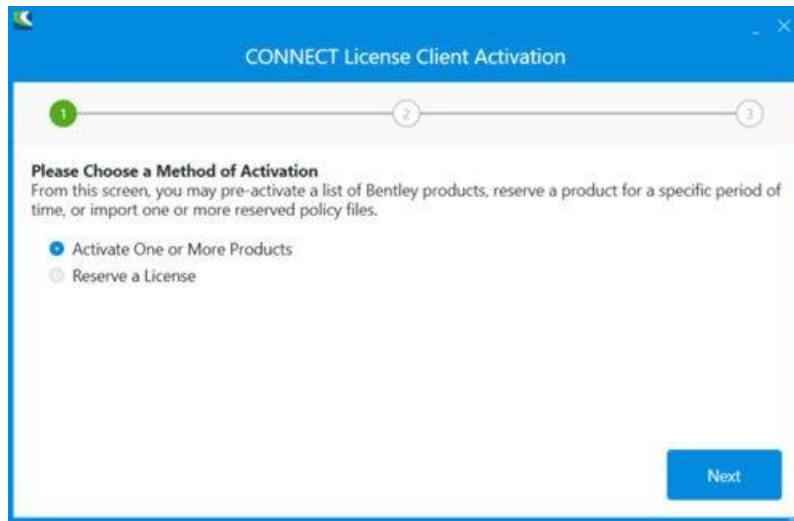 CONNECT License Client Activation
1 2 3
Please Choose a Method of Activation
From this screen, you may pre-activate a list of Bentley products, reserve a product for a specific period of
time, or import one or more reserved policy files.
Activate One or More Products
Reserve a License
Next